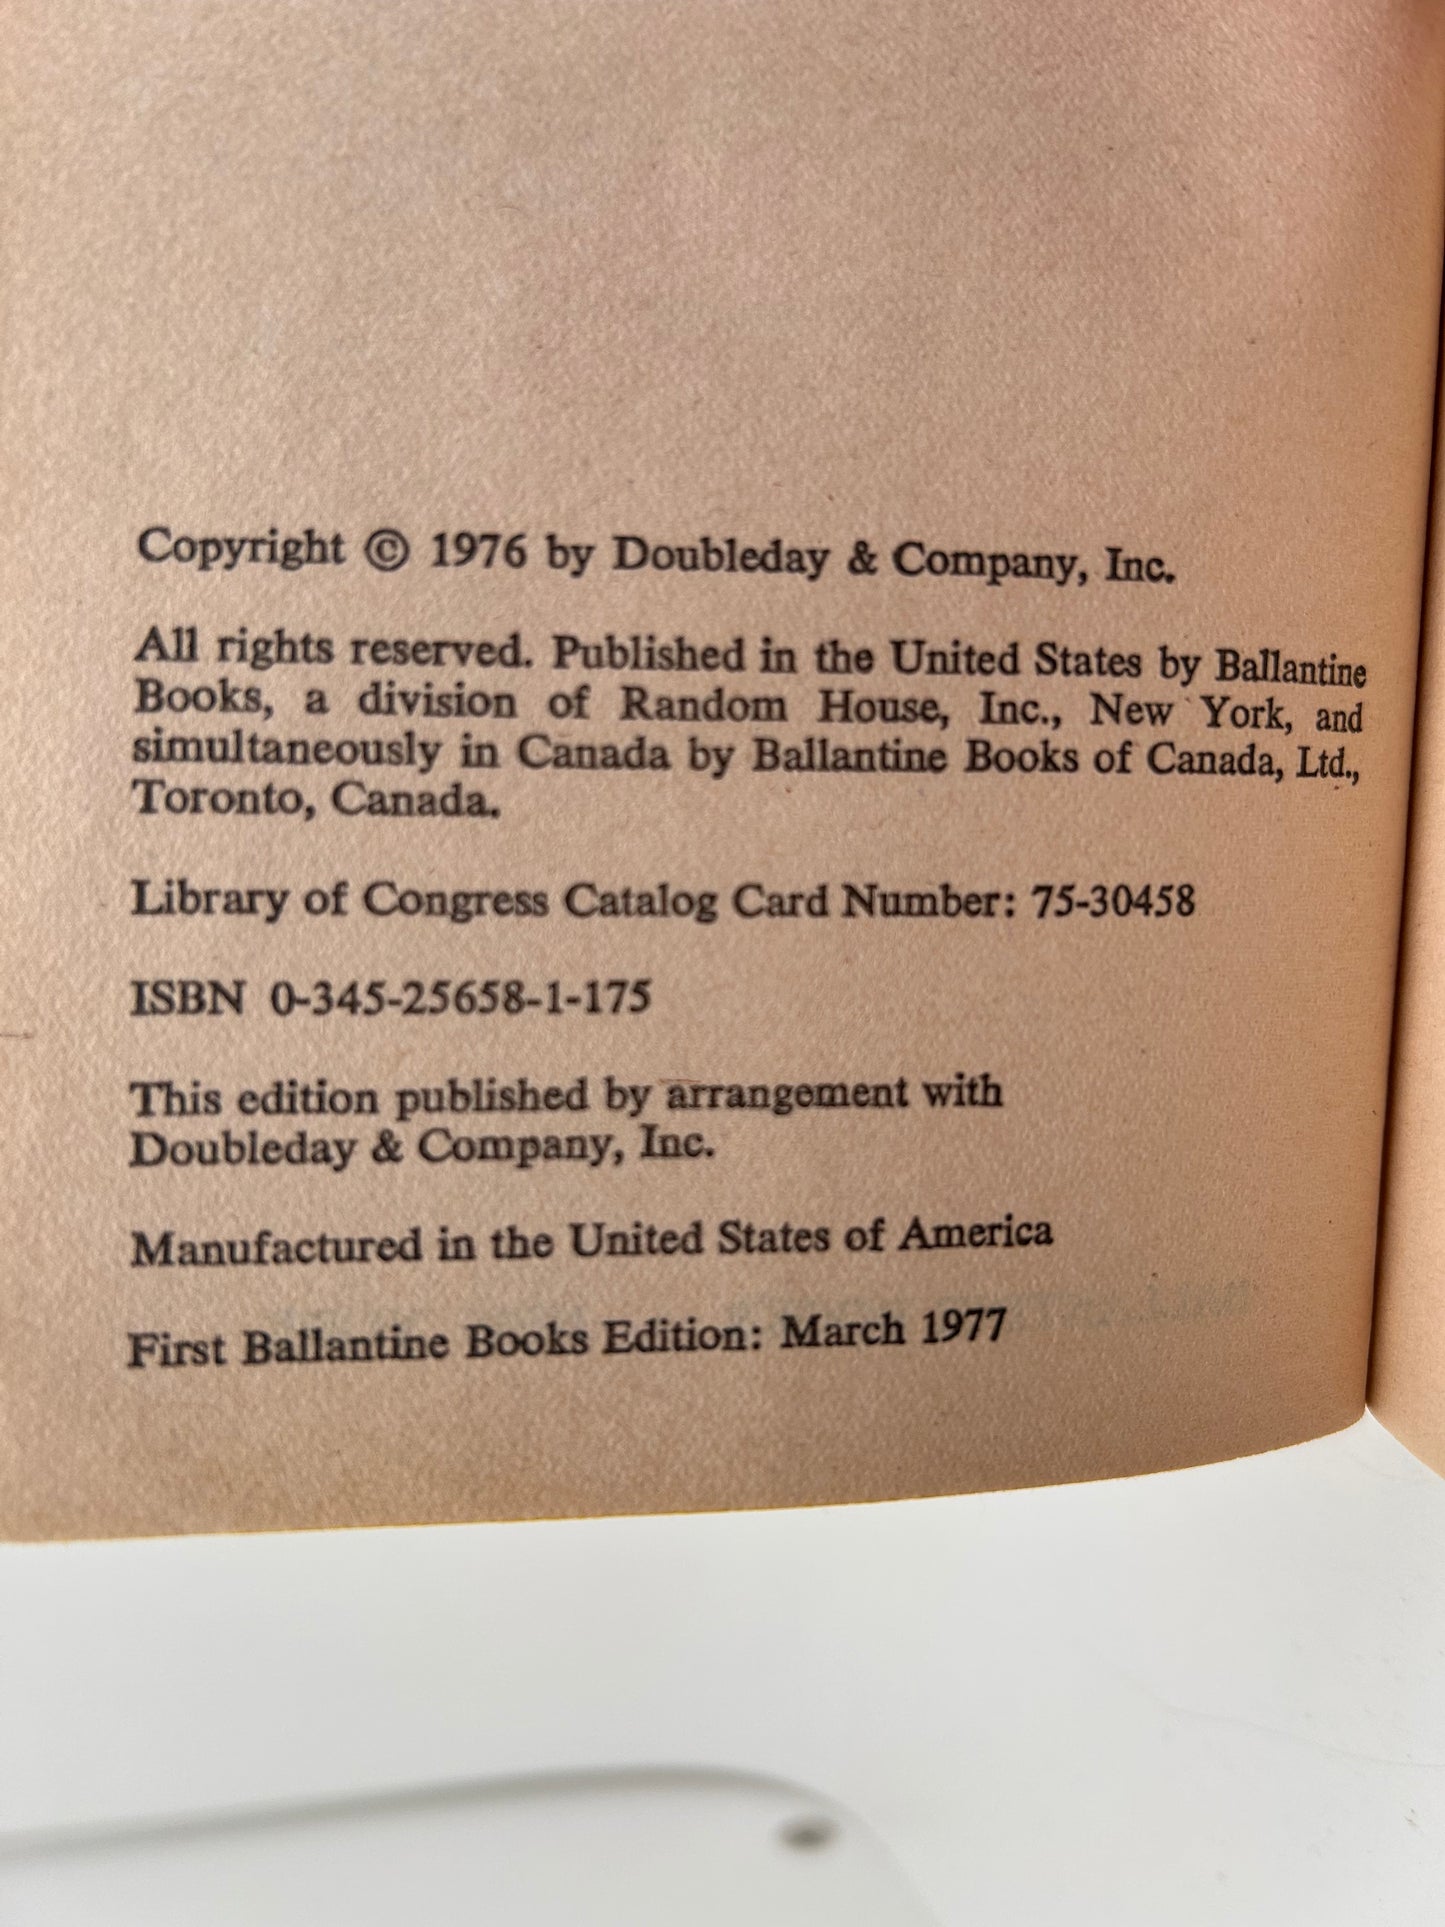 Copyright © 1976 by Doubleday & Company, Inc.
All rights reserved. Published in the United States by Ballantine
Books, a division of Random House, Inc., New York, and
simultaneously in Canada by Ballantine Books of Canada, Ltd.,
Toronto, Canada.
Library of Congress Catalog Card Number: 75-30458
ISBN 0-345-25658-1-175
This edition published by arrangement with
Doubleday & Company, Inc.
Manufactured in the United States of America
First Ballantine Books Edition: March 1977